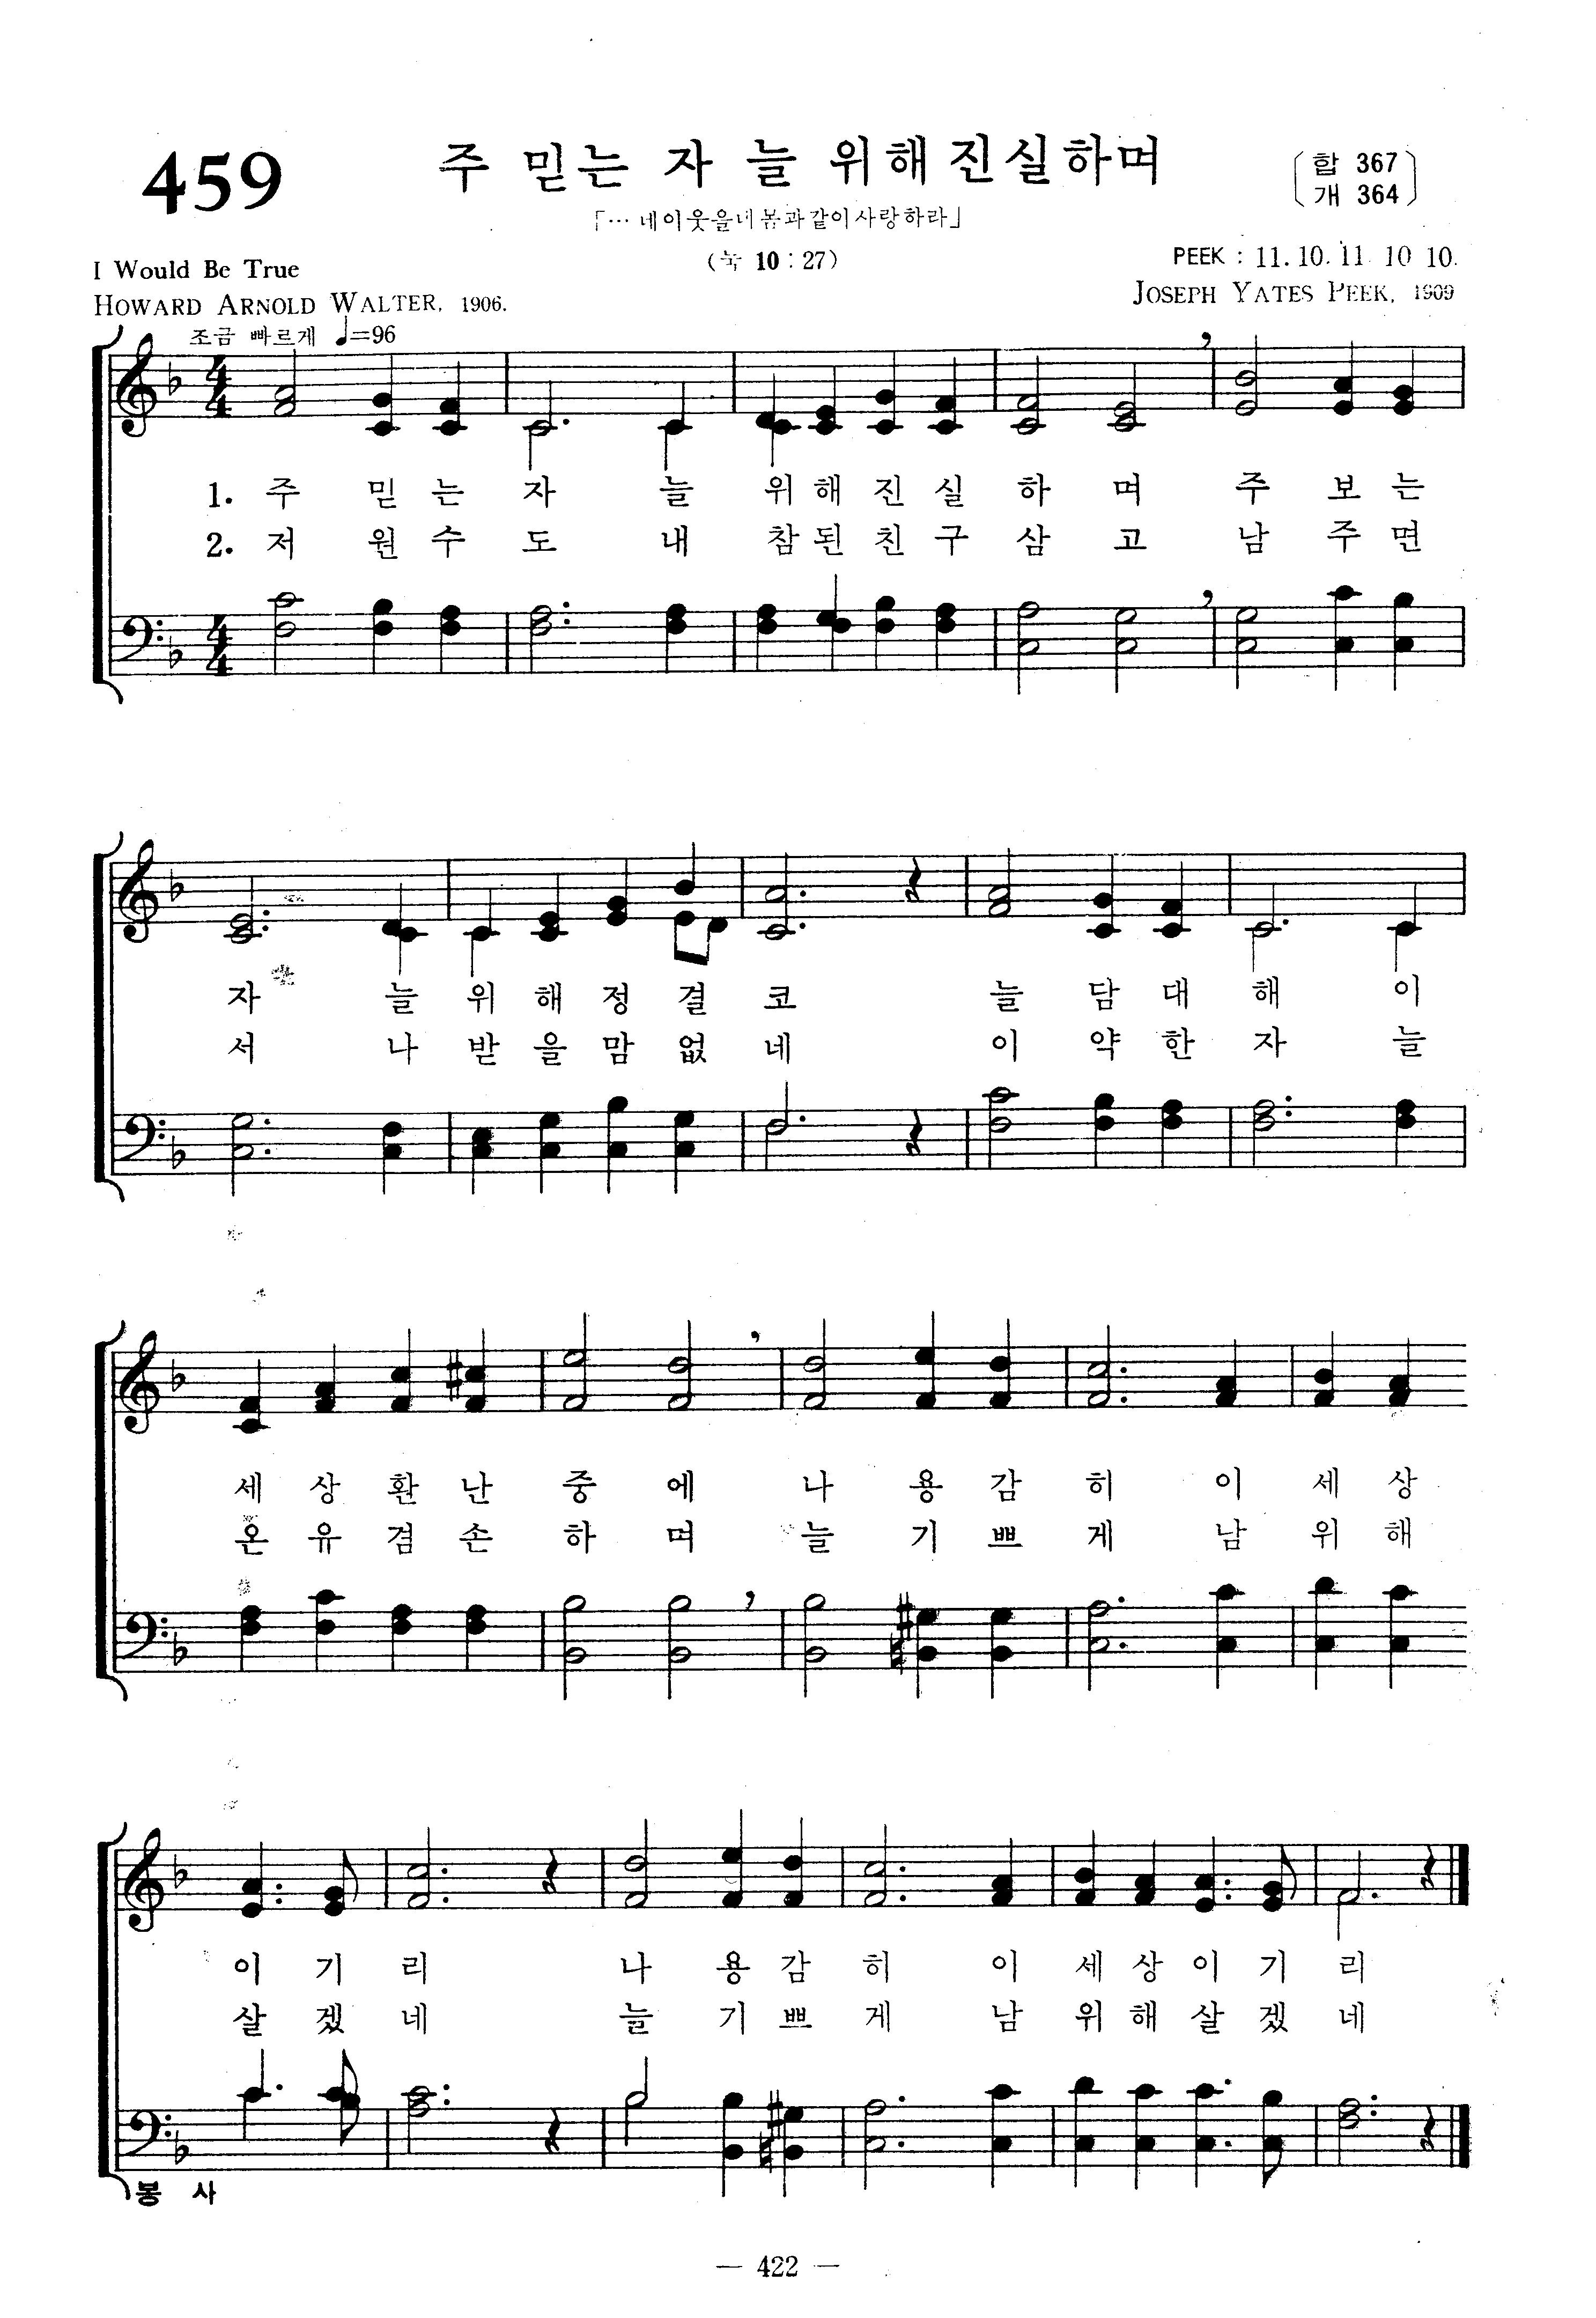 459
주 믿는 자 늘 위해 진실하며
합 367
개 364
「… 네 이웃을 네 몸과 같이 사랑하라」
(눅 10 : 27)
I Would Be True
PEEK : 11. 10. 11. 10 10.
HOWARD ARNOLD WALTER, 1906.
JOSEPH YATES PEEK, 1909
조금 빠르게 ♩=96
1. 주 믿 는 자 늘 위 해 진 실 하 며 주 보 는
2. 저 원 수 도 내 참 된 친 구 삼 고 남 주 면
자 늘 위 해 정 결 코 늘 담 대 해 이
서 나 받 을 맘 없 네 이 약 한 자 늘
세 상 환 난 중 에 나 용 감 히 이 세 상
온 유 겸 손 하 며 늘 기 쁘 게 남 위 해
이 기 리 나 용 감 히 이 세 상 이 기 리
살 겠 네 늘 기 쁘 게 남 위 해 살 겠 네
봉 사
— 422 —